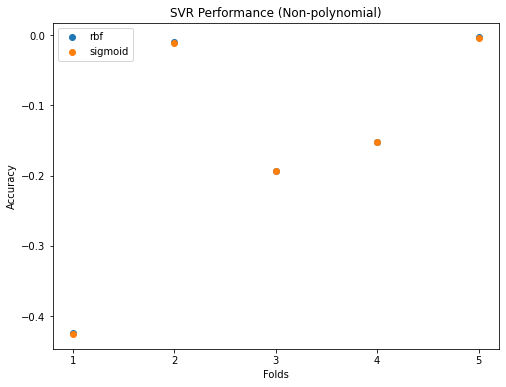 SVR Performance (Non-polynomial)
rbf
sigmoid
Accuracy
0.0
−0.1
−0.2
−0.3
−0.4
1 2 3 4 5
Folds